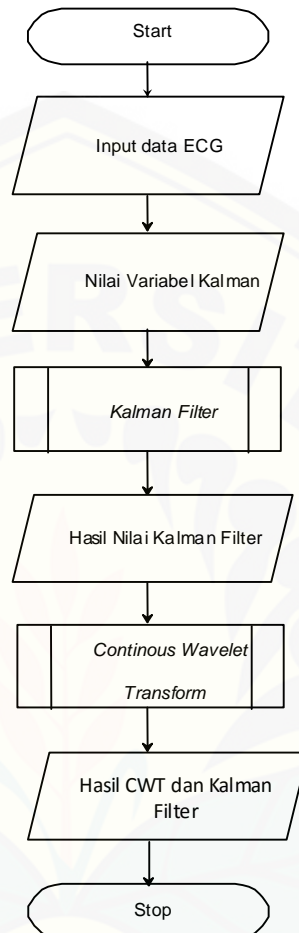 Start
Input data ECG
Nilai Variabel Kalman
Kalman Filter
Hasil Nilai Kalman Filter
Continous Wavelet
Transform
Hasil CWT dan Kalman
Filter
Stop